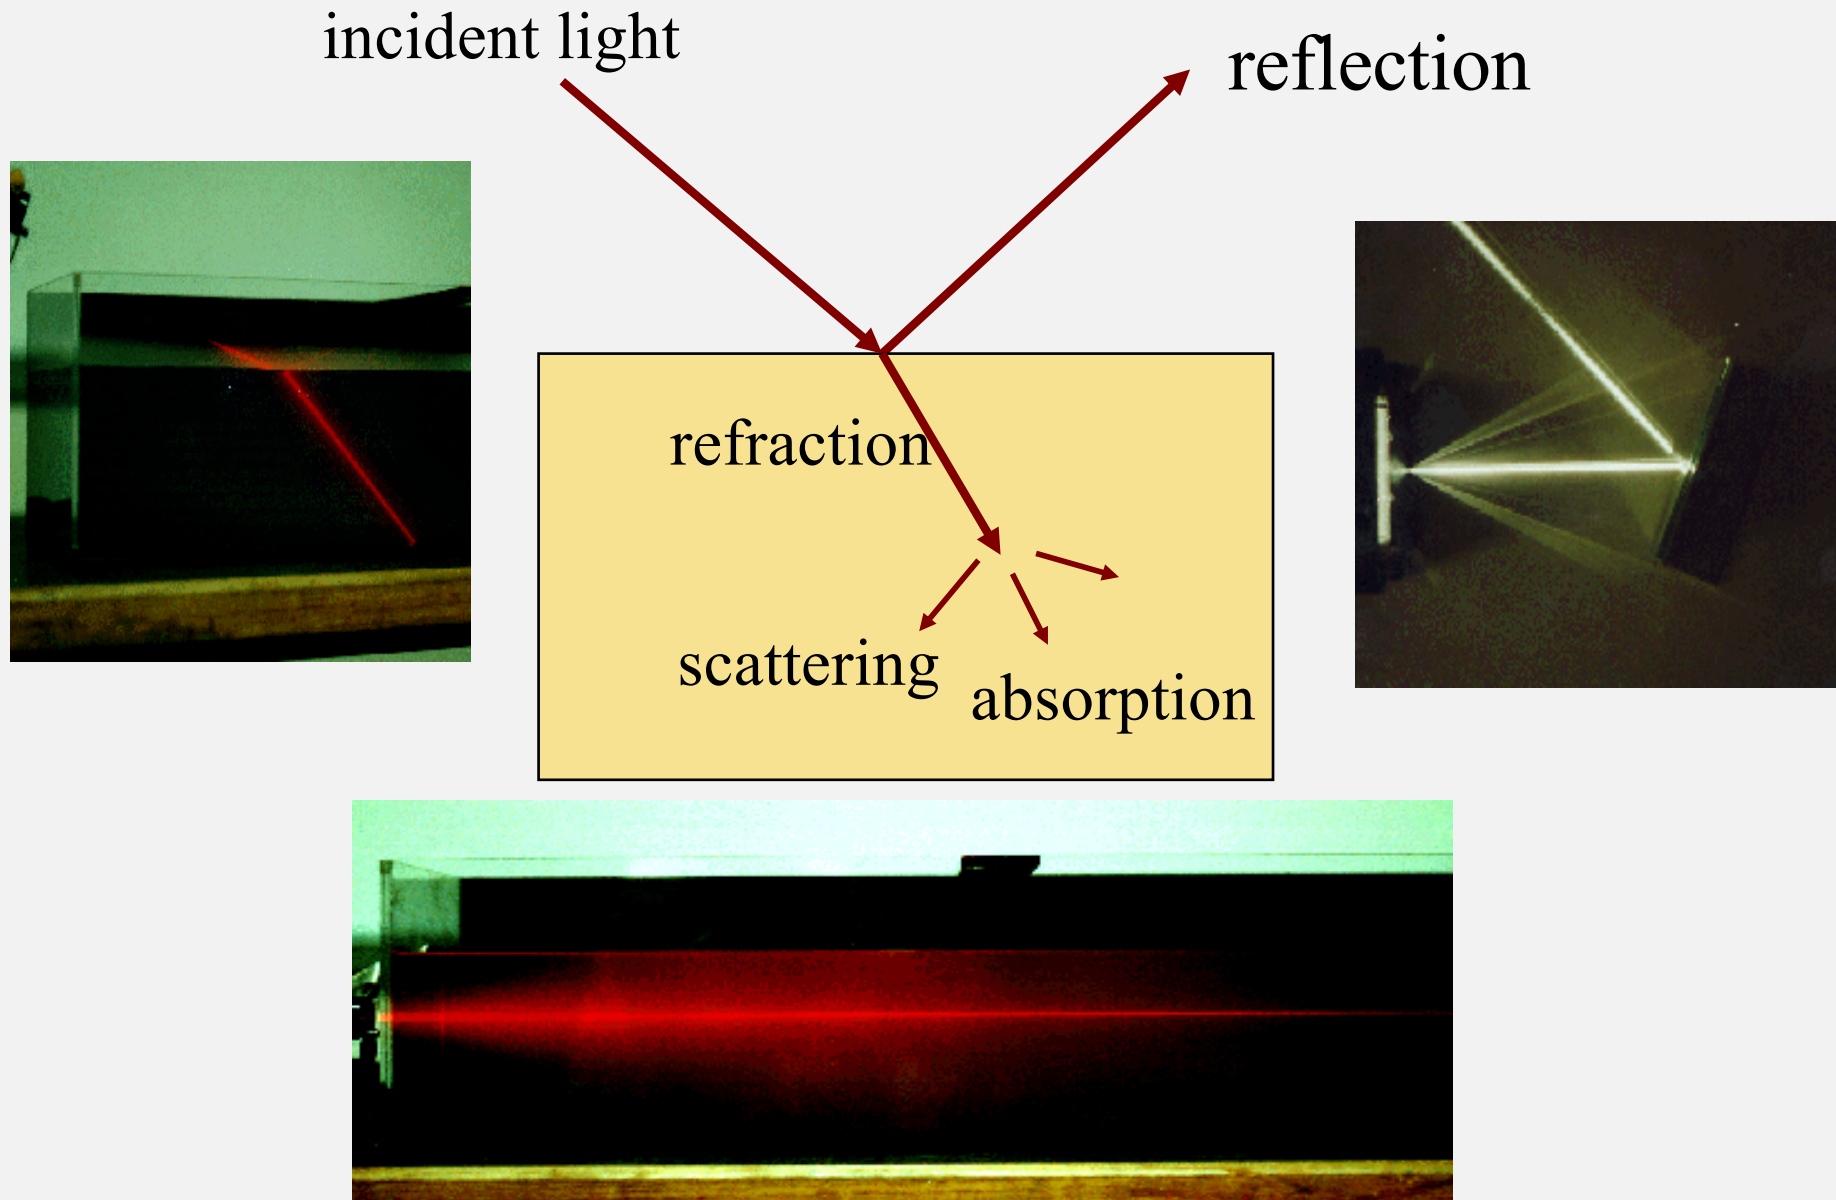 incident light
reflection
refraction
scattering
absorption